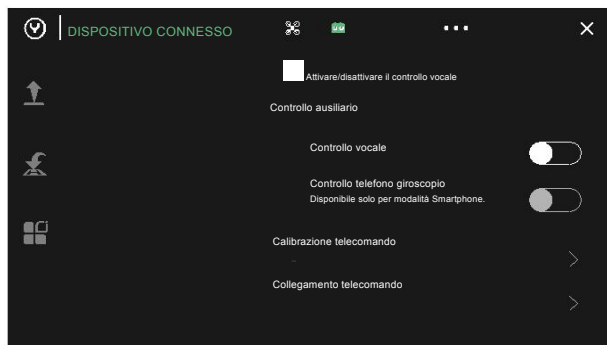 DISPOSITIVO CONNESSO
Attivare/disattivare il controllo vocale
Controllo ausiliario
Controllo vocale
Controllo telefono giroscopio
Disponibile solo per modalità Smartphone.
Calibrazione telecomando
Collegamento telecomando